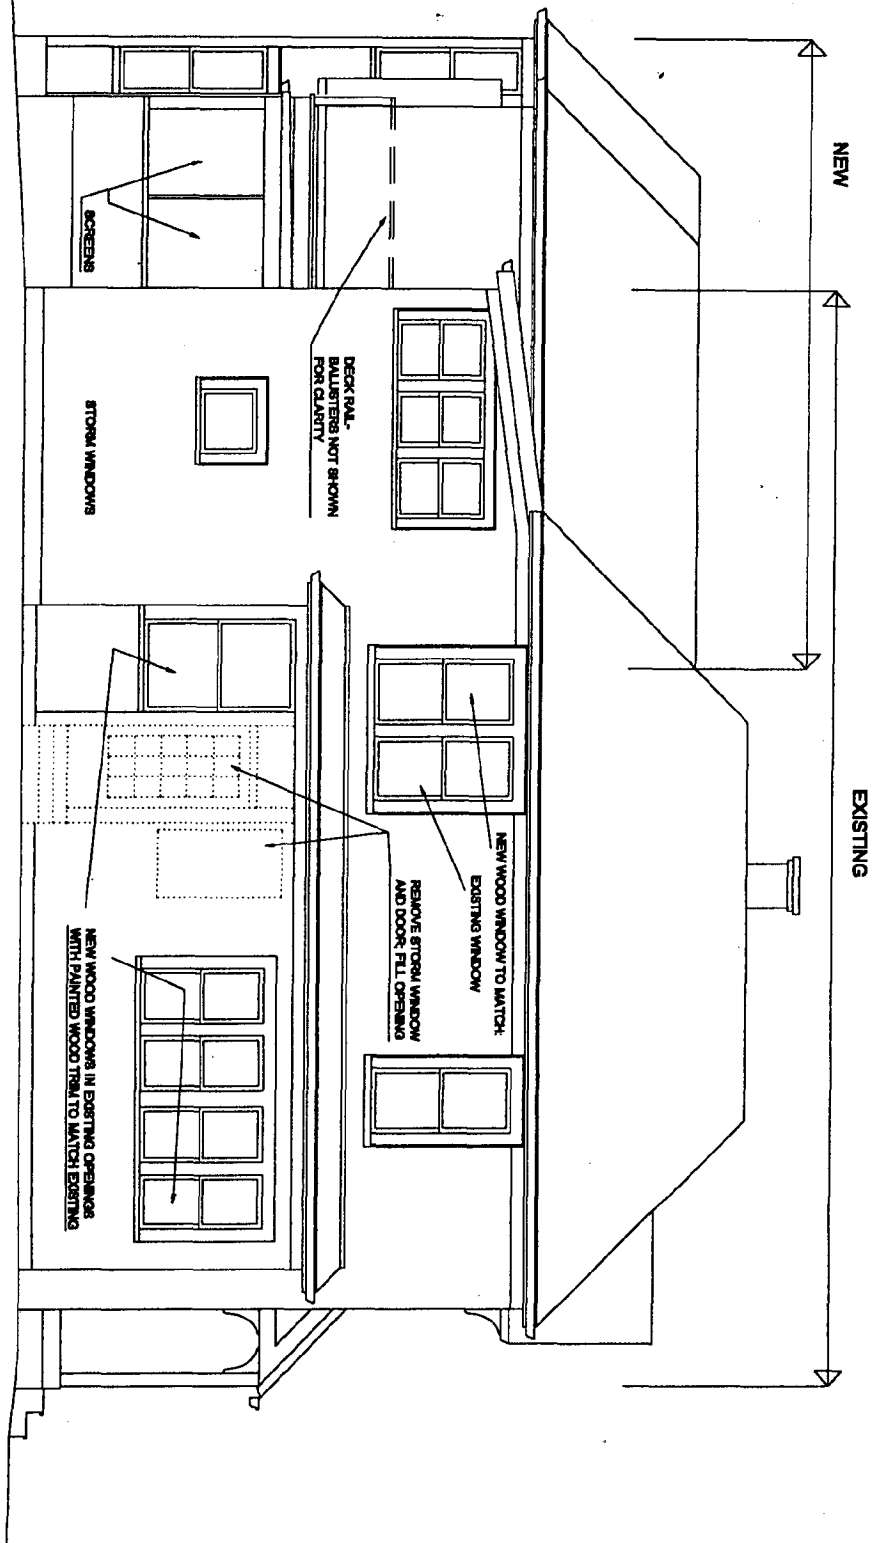 NEW
EXISTING
SCREENS
DECK RAIL-
BALUSTERS NOT SHOWN
FOR CLARITY
STORM WINDOWS
NEW WOOD WINDOW TO MATCH:
EXISTING WINDOW
REMOVE STORM WINDOW
AND DOOR; FILL OPENING
NEW WOOD WINDOWS IN EXISTING OPENINGS
WITH PAINTED WOOD TRIM TO MATCH EXISTING